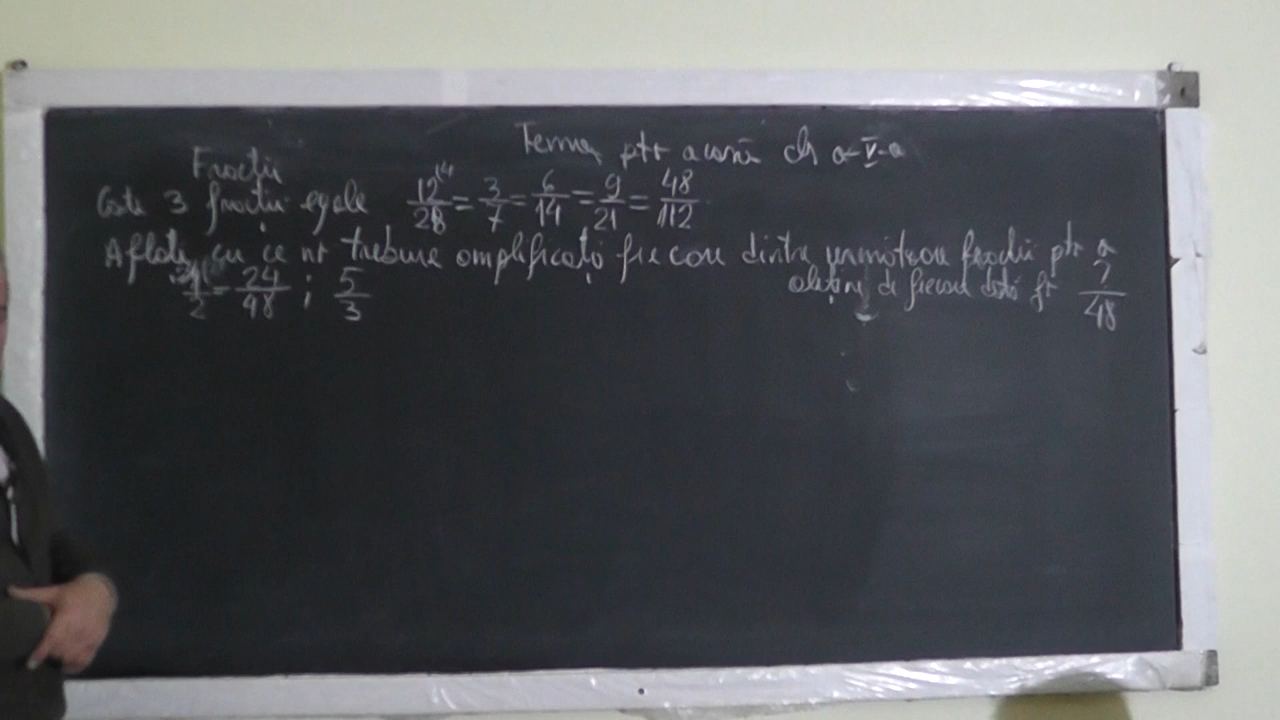 Tema ptr acasă cls a-V-a
Fracții
3 fracții egale 12/28 = 3/7 = 6/14 = 9/21 = 48/112
Aflați cu ce nr trebuie amplificată fiecare dintre următoarele fracții ptr a
obține de fiecare dată fr ?/48
1/2 = 24/48 ; 5/3